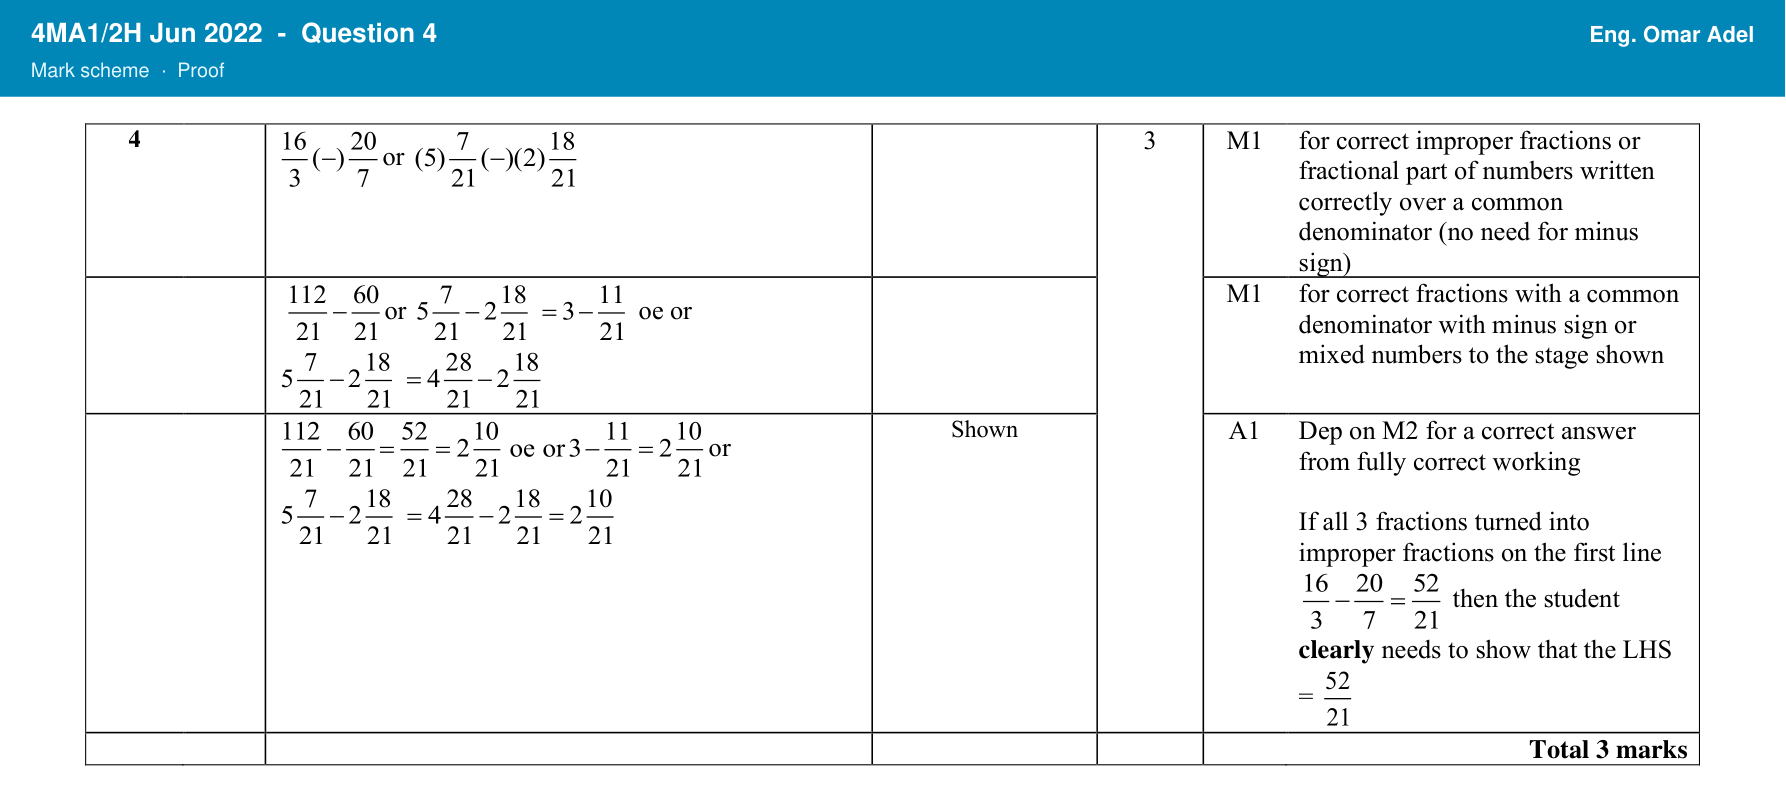 4MA1/2H Jun 2022 - Question 4
Eng. Omar Adel
Mark scheme · Proof
4
16/3 (–) 20/7 or (5) 7/21 (–)(2) 18/21
3
M1
for correct improper fractions or
fractional part of numbers written
correctly over a common
denominator (no need for minus
sign)
112/21 – 60/21 or 5 7/21 – 2 18/21 = 3 – 11/21 oe or
5 7/21 – 2 18/21 = 4 28/21 – 2 18/21
M1
for correct fractions with a common
denominator with minus sign or
mixed numbers to the stage shown
112/21 – 60/21 = 52/21 = 2 10/21 oe or 3 – 11/21 = 2 10/21 or
5 7/21 – 2 18/21 = 4 28/21 – 2 18/21 = 2 10/21
Shown
A1
Dep on M2 for a correct answer
from fully correct working
If all 3 fractions turned into
improper fractions on the first line
16/3 – 20/7 = 52/21 then the student
clearly needs to show that the LHS
= 52/21
Total 3 marks